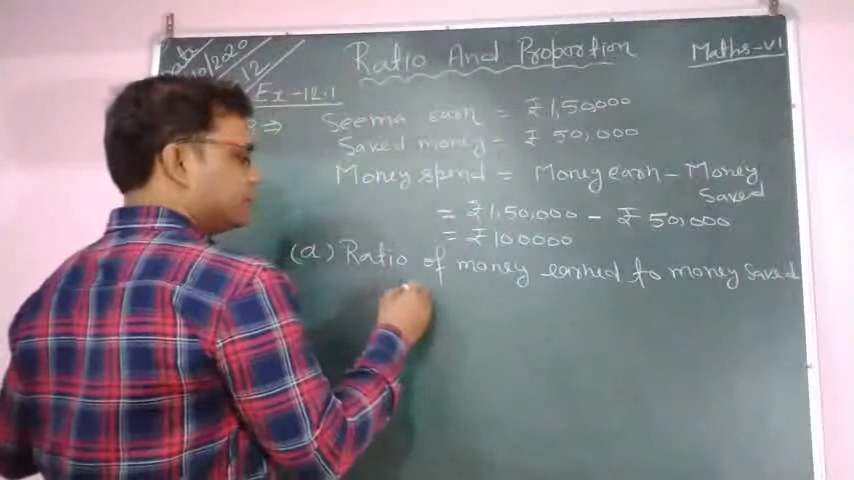 Ratio And Proportion
Maths-VI
12
Ex-12.1
⇒ Seema earn = ₹1,50000
Saved money = ₹ 50,000
Money spend = Money earn - Money
Saved
= ₹1,50,000 - ₹ 50,000
= ₹100000
(a) Ratio of money earned to money saved